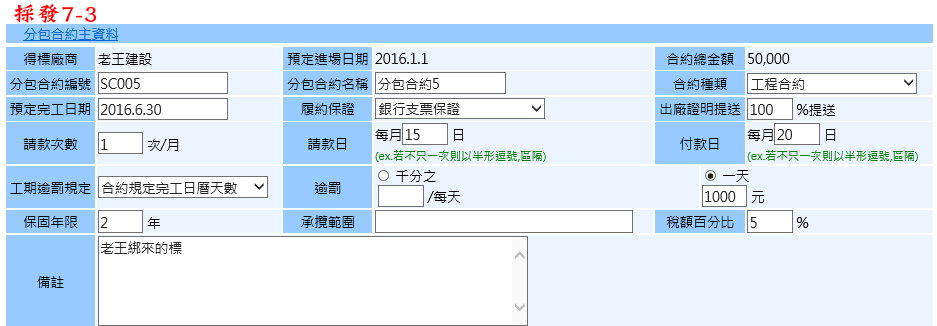 採發7-3
分包合約主資料
得標廠商 老王建設 預定進場日期 2016.1.1 合約總金額 50,000
分包合約編號 SC005 分包合約名稱 分包合約5 合約種類 工程合約
預定完工日期 2016.6.30 履約保證 銀行支票保證 出廠證明提送 100 %提送
請款次數 1 次/月 請款日 每月15 日 付款日 每月20 日
(ex.若不只一次則以半形逗號,區隔) (ex.若不只一次則以半形逗號,區隔)
工期逾罰規定 合約規定完工日曆天數 逾罰 千分之 一天
/每天 1000 元
保固年限 2 年 承攬範圍 稅額百分比 5 %
備註 老王綁來的標